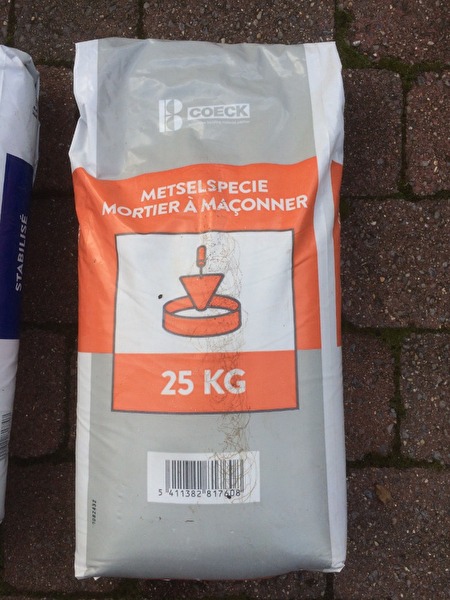 COECK
METSELSPECIE
MORTIER À MAÇONNER
25 KG
5 411382 817608
STABILISÉ